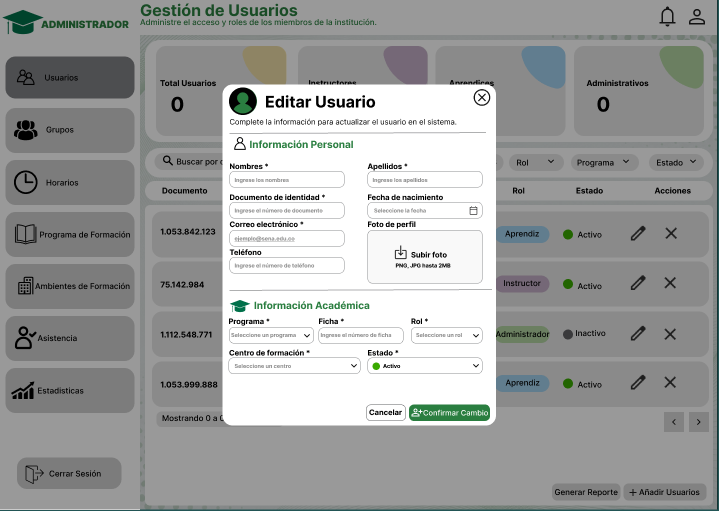 ADMINISTRADOR
Gestión de Usuarios
Administre el acceso y roles de los miembros de la institución.
Usuarios
Grupos
Horarios
Programa de Formación
Ambientes de Formación
Asistencia
Estadisticas
Cerrar Sesión
Total Usuarios
0
Instructores
Aprendices
Administrativos
0
Buscar por
Rol
Programa
Estado
Documento
Rol
Estado
Acciones
1.053.842.123
Aprendiz
Activo
75.142.984
Instructor
Activo
1.112.548.771
Administrador
Inactivo
1.053.999.888
Aprendiz
Activo
Mostrando 0 a
Generar Reporte
Añadir Usuarios
Editar Usuario
Complete la información para actualizar el usuario en el sistema.
Información Personal
Nombres *
Ingrese los nombres
Apellidos *
Ingrese los apellidos
Documento de identidad *
Ingrese el número de documento
Fecha de nacimiento
Seleccione la fecha
Correo electrónico *
ejemplo@sena.edu.co
Foto de perfil
Subir foto
PNG, JPG hasta 2MB
Teléfono
Ingrese el número de teléfono
Información Académica
Programa *
Seleccione un programa
Ficha *
Ingrese el número de ficha
Rol *
Seleccione un rol
Centro de formación *
Seleccione un centro
Estado *
Activo
Cancelar
Confirmar Cambio